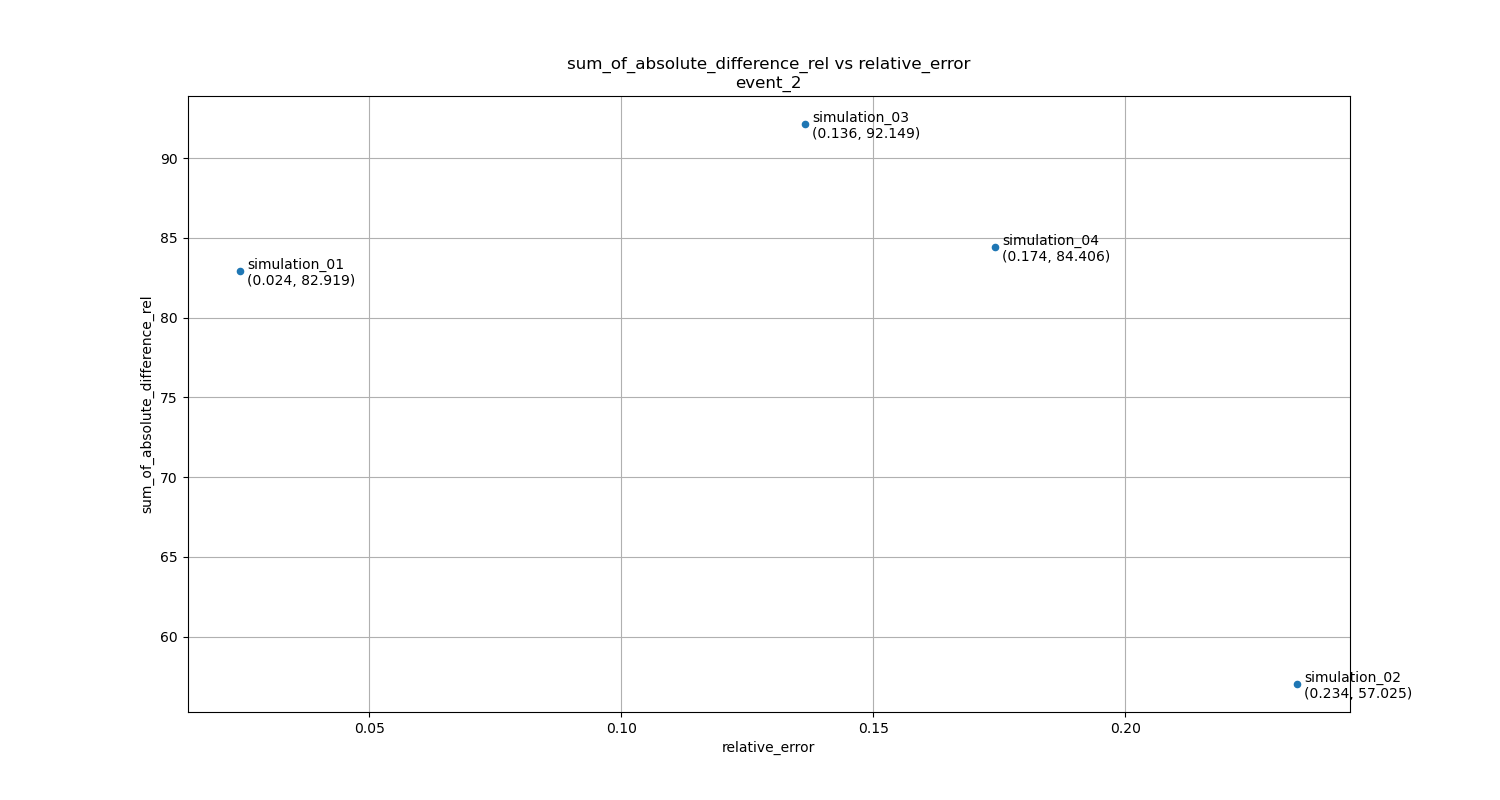 sum_of_absolute_difference_rel vs relative_error
event_2
simulation_03
(0.136, 92.149)
90
simulation_04
(0.174, 84.406)
85
simulation_01
(0.024, 82.919)
80
sum_of_absolute_difference_rel
75
70
65
60
simulation_02
(0.234, 57.025)
0.05
0.10
0.15
0.20
relative_error